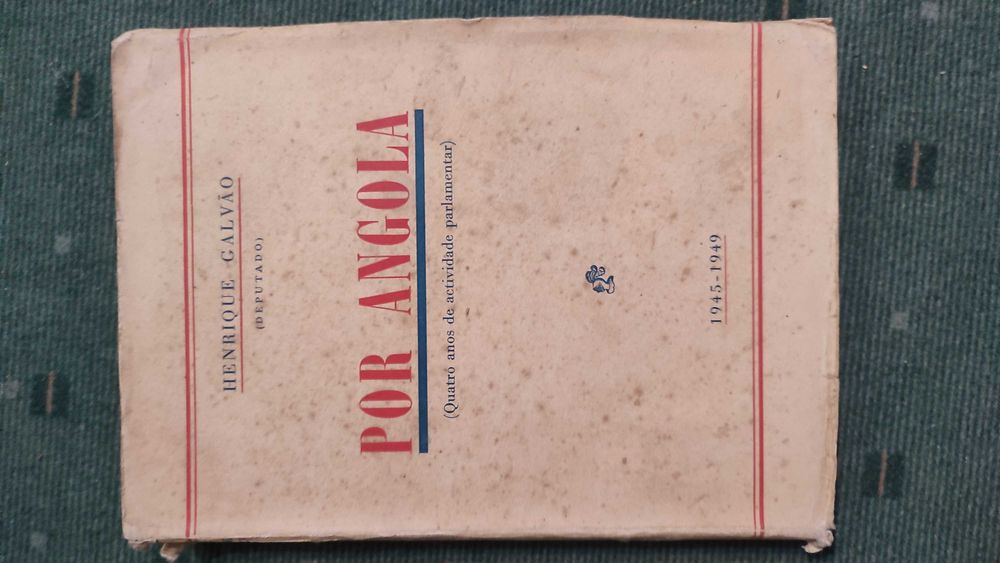 HENRIQUE GALVÃO
(DEPUTADO)
POR ANGOLA
(Quatro anos de actividade parlamentar)
1945-1949